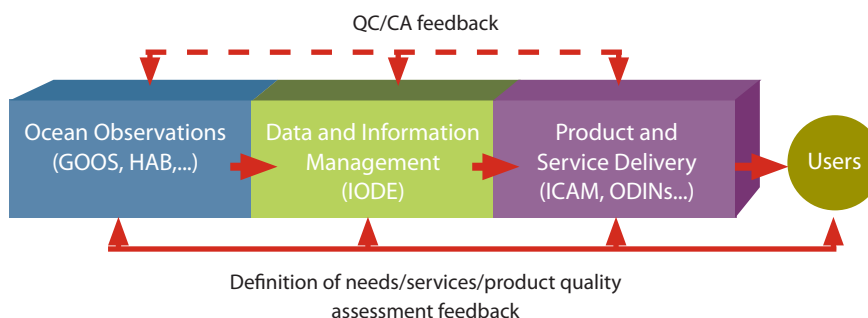 QC/CA feedback
Ocean Observations
(GOOS, HAB,...)
Data and Information
Management
(IODE)
Product and
Service Delivery
(ICAM, ODINs...)
Users
Definition of needs/services/product quality
assessment feedback